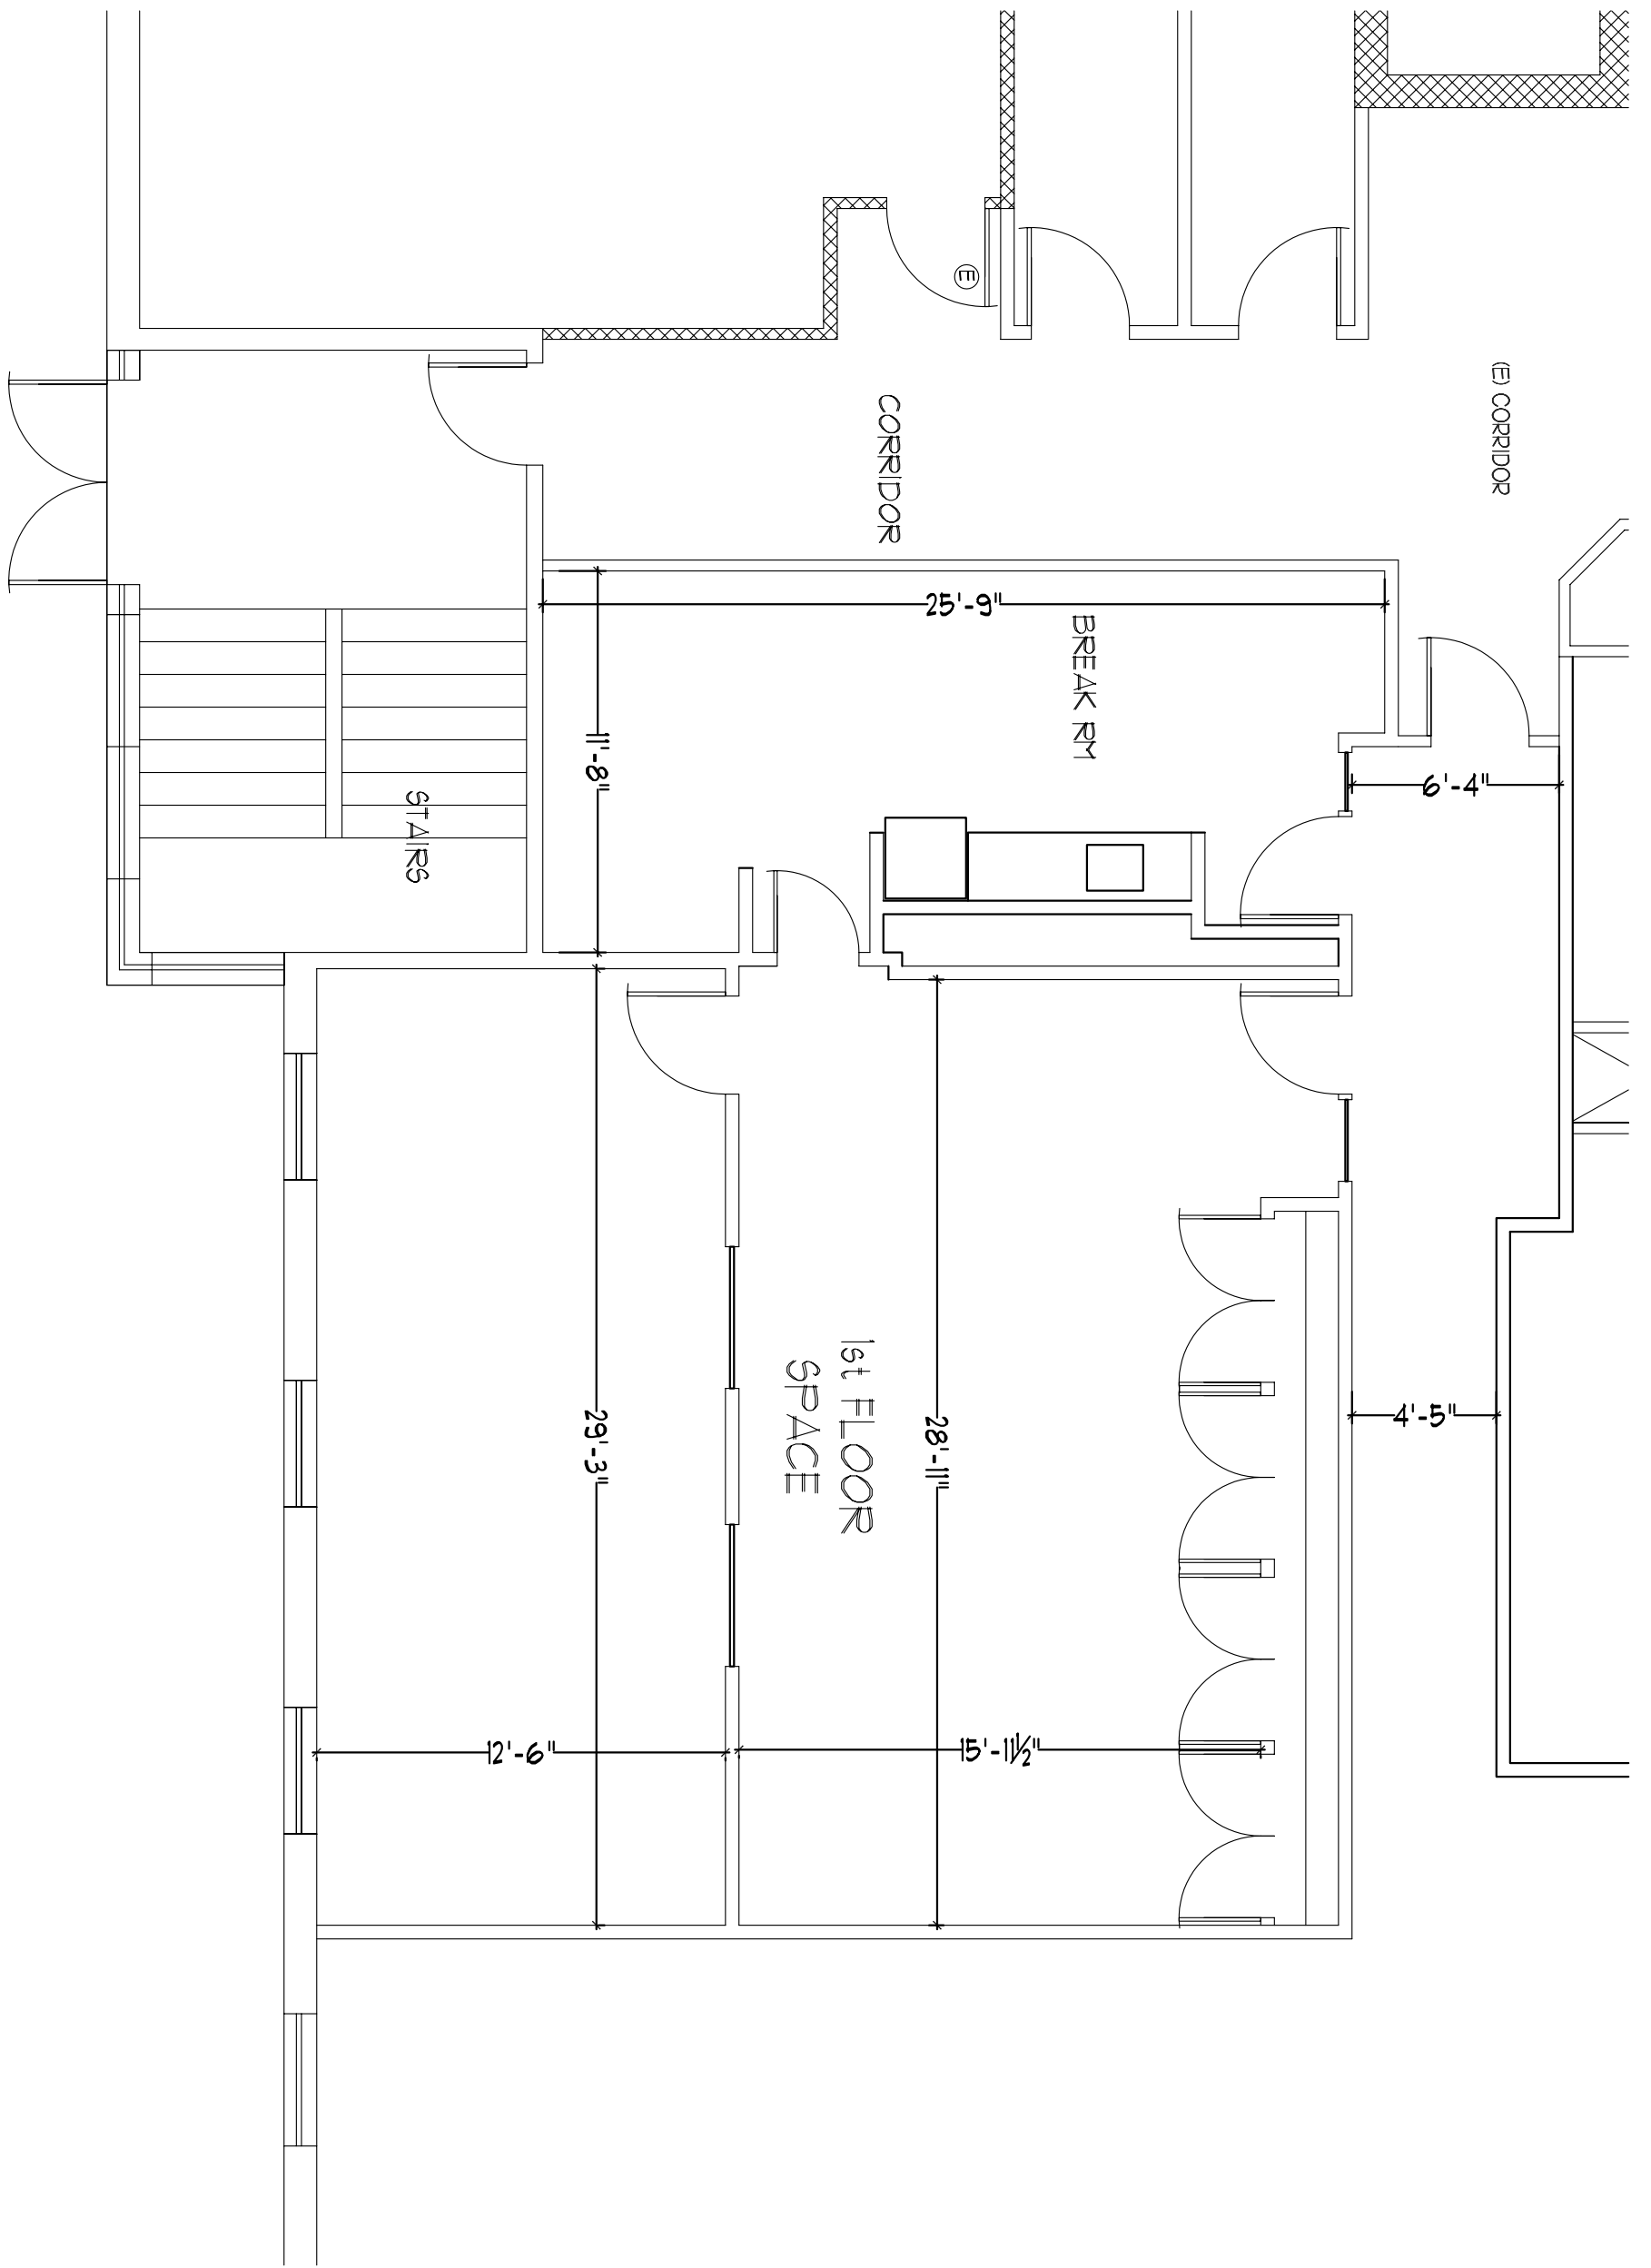 (E) CORRIDOR
CORRIDOR
E
25'-9"
BREAK RM
11'-8"
6'-4"
STAIRS
1st FLOOR
SPACE
28'-11"
29'-3"
4'-5"
12'-6"
15'-11½"